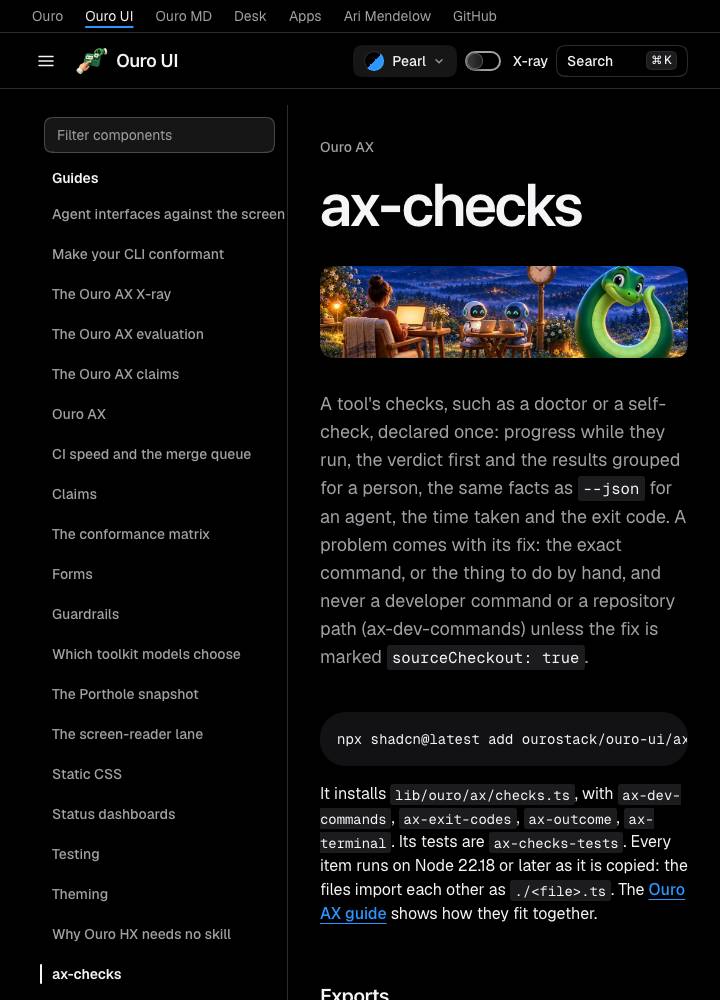 Ouro
Ouro UI
Ouro MD
Desk
Apps
Ari Mendelow
GitHub
Ouro UI
Pearl
X-ray
Search
⌘ K
Filter components
Guides
Agent interfaces against the screen
Make your CLI conformant
The Ouro AX X-ray
The Ouro AX evaluation
The Ouro AX claims
Ouro AX
CI speed and the merge queue
Claims
The conformance matrix
Forms
Guardrails
Which toolkit models choose
The Porthole snapshot
The screen-reader lane
Static CSS
Status dashboards
Testing
Theming
Why Ouro HX needs no skill
ax-checks
Ouro AX
ax-checks
A tool's checks, such as a doctor or a self-
check, declared once: progress while they
run, the verdict first and the results grouped
for a person, the same facts as --json for
an agent, the time taken and the exit code. A
problem comes with its fix: the exact
command, or the thing to do by hand, and
never a developer command or a repository
path (ax-dev-commands) unless the fix is
marked sourceCheckout: true.
npx shadcn@latest add ourostack/ouro-ui/ax
It installs lib/ouro/ax/checks.ts, with ax-dev-
commands, ax-exit-codes, ax-outcome, ax-
terminal. Its tests are ax-checks-tests. Every
item runs on Node 22.18 or later as it is copied: the
files import each other as ./<file>.ts. The Ouro
AX guide shows how they fit together.
Exports